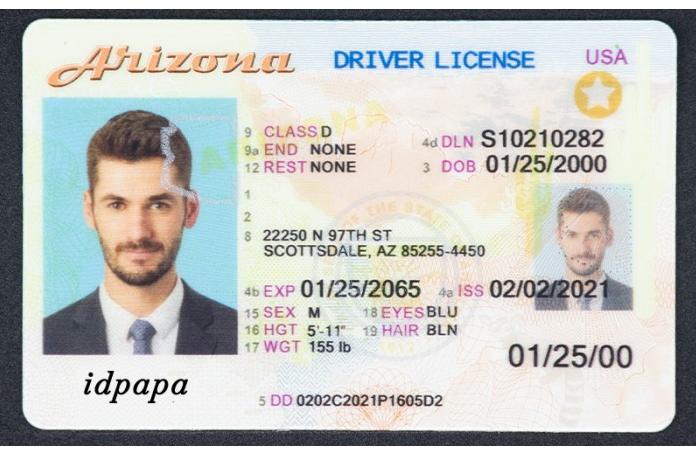 Arizona DRIVER LICENSE USA
9 CLASS D
4d DLN S10210282
9a END NONE
3 DOB 01/25/2000
12 REST NONE
1
2
8 22250 N 97TH ST
SCOTTSDALE, AZ 85255-4450
4b EXP 01/25/2065 4a ISS 02/02/2021
15 SEX M 18 EYES BLU
16 HGT 5'-11" 19 HAIR BLN
17 WGT 155 lb
01/25/00
idpapa
5 DD 0202C2021P1605D2